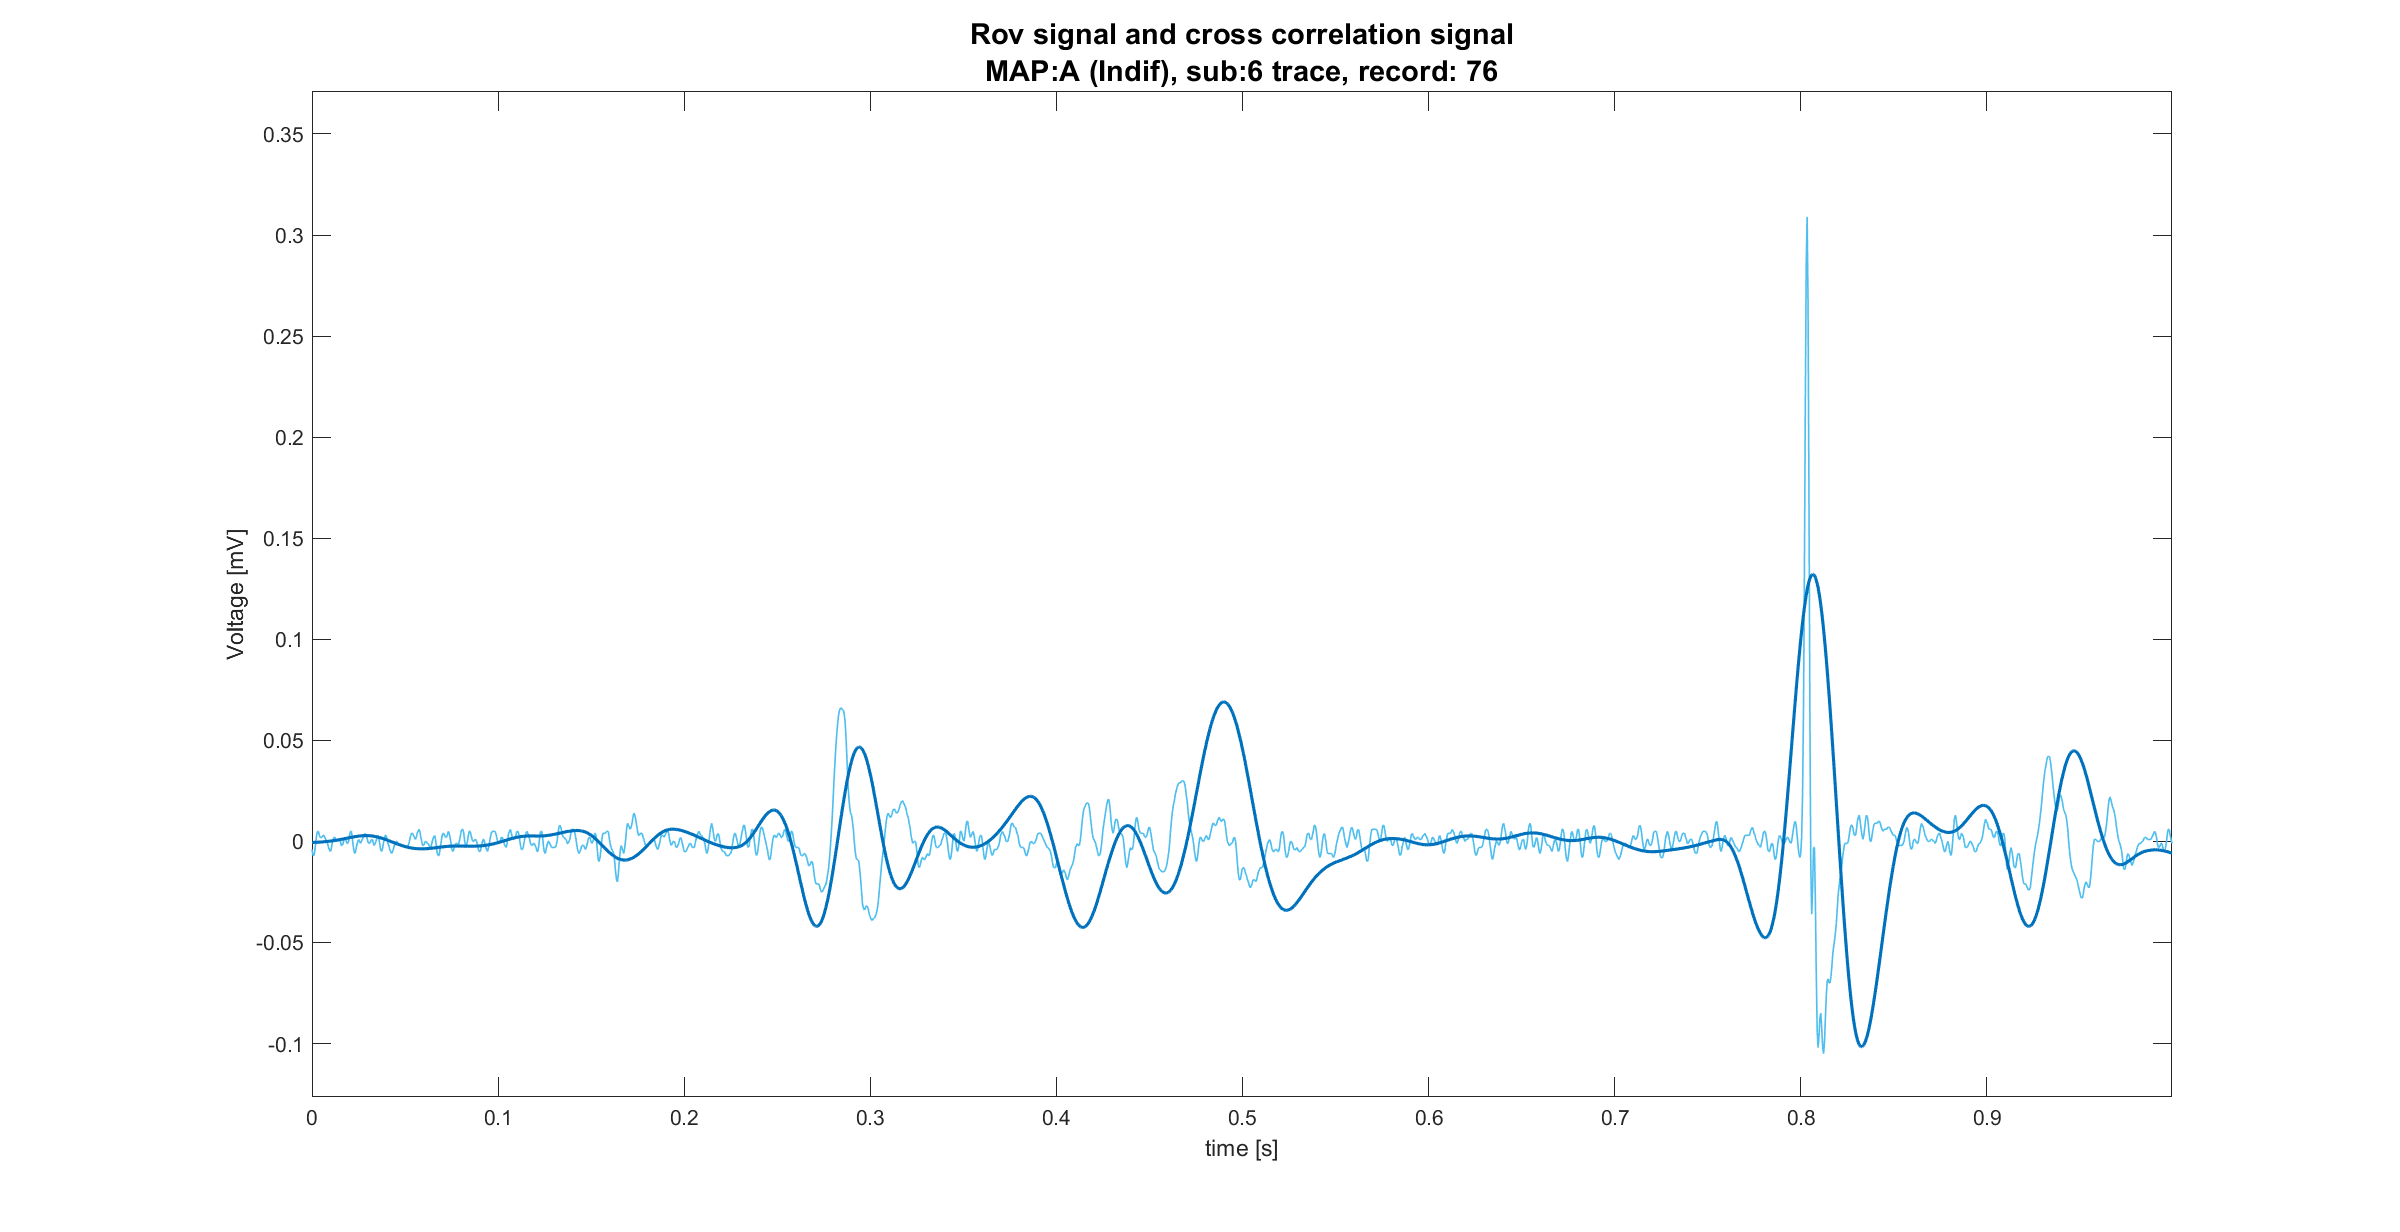 Rov signal and cross correlation signal
MAP:A (Indif), sub:6 trace, record: 76
0.35
0.3
0.25
0.2
0.15
0.1
0.05
0
-0.05
-0.1
Voltage [mV]
0 0.1 0.2 0.3 0.4 0.5 0.6 0.7 0.8 0.9
time [s]